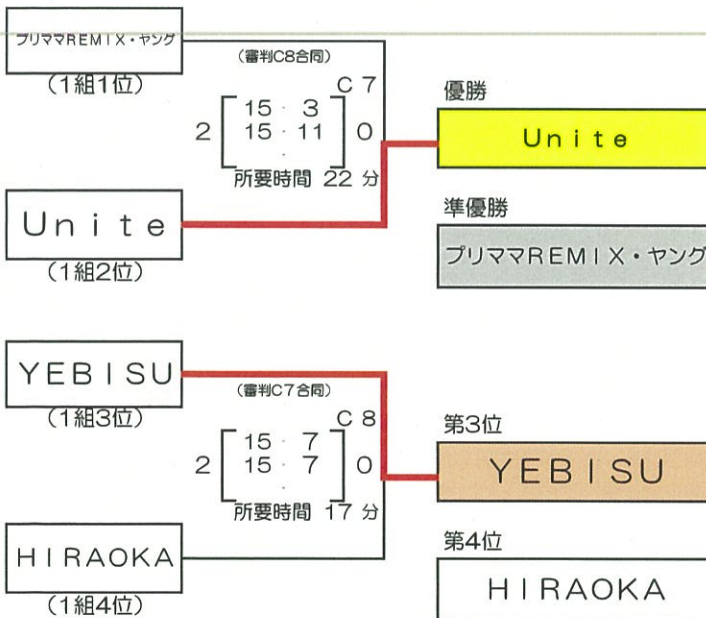 プリママREMIX・ヤング
(1組1位)
(審判C8合同)
C7
2 15 - 3 0
15 - 11
-
所要時間 22 分
Unite
(1組2位)
優勝
Unite
準優勝
プリママREMIX・ヤング
YEBISU
(1組3位)
(審判C7合同)
C8
2 15 - 7 0
15 - 7
-
所要時間 17 分
HIRAOKA
(1組4位)
第3位
YEBISU
第4位
HIRAOKA